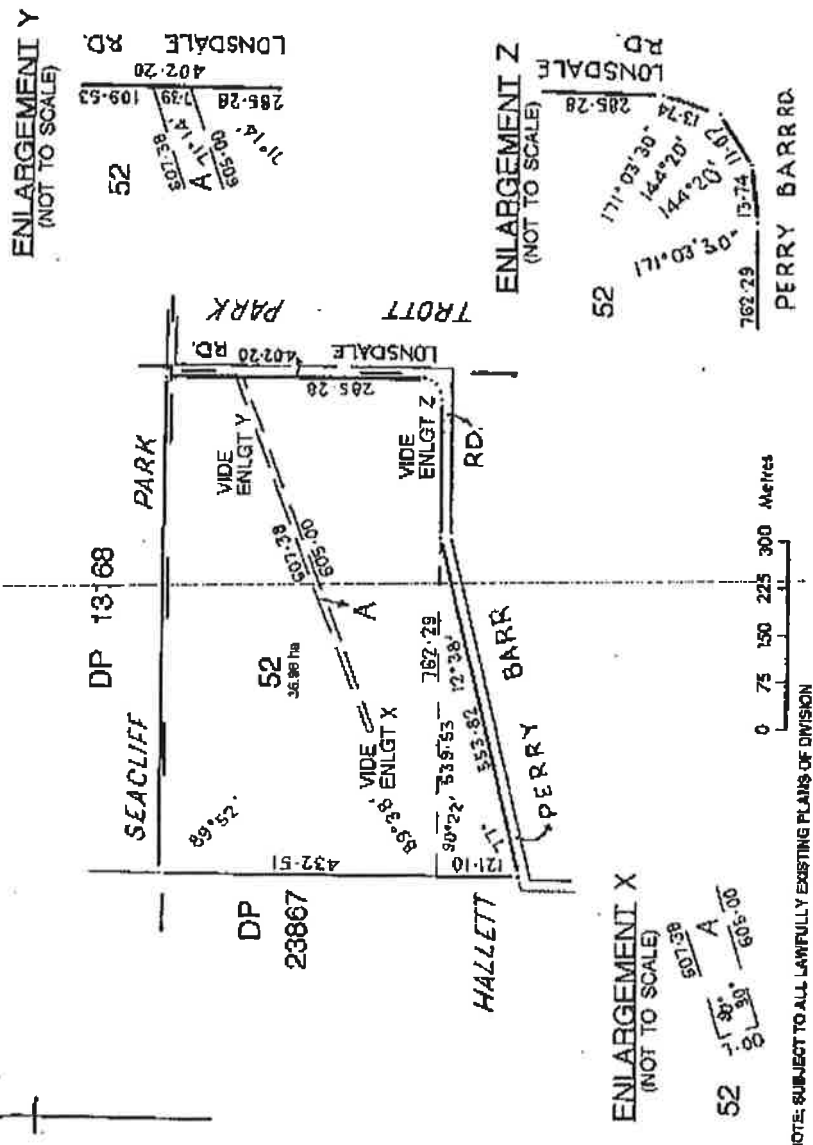 ENLARGEMENT Y
(NOT TO SCALE)
LONSDALE RD.
402·20
109·53
7·39
285·28
52
607·38
A
71°14'
605·00
71°14'
DP 13168
SEACLIFF PARK
TROTT PARK
LONSDALE RD.
402·20
285·28
VIDE
ENLGT Y
607·38
605·00
A
52
36.98 ha
VIDE
ENLGT X
VIDE
ENLGT Z
RD.
89°52'
89°38'
432·51
DP
23867
90°22'
539·53
762·29
553·82
12°38'
77°
121·10
PERRY BARR
HALLETT
ENLARGEMENT Z
(NOT TO SCALE)
LONSDALE RD.
285·28
13·74
11·07
13·74
171°03'30"
144°20'
144°20'
171°03'30"
52
762·29
PERRY BARR RD.
ENLARGEMENT X
(NOT TO SCALE)
52
607·38
A
605·00
90°
90°
7·00
0 75 150 225 300 Metres
NOTE: SUBJECT TO ALL LAWFULLY EXISTING PLANS OF DIVISION